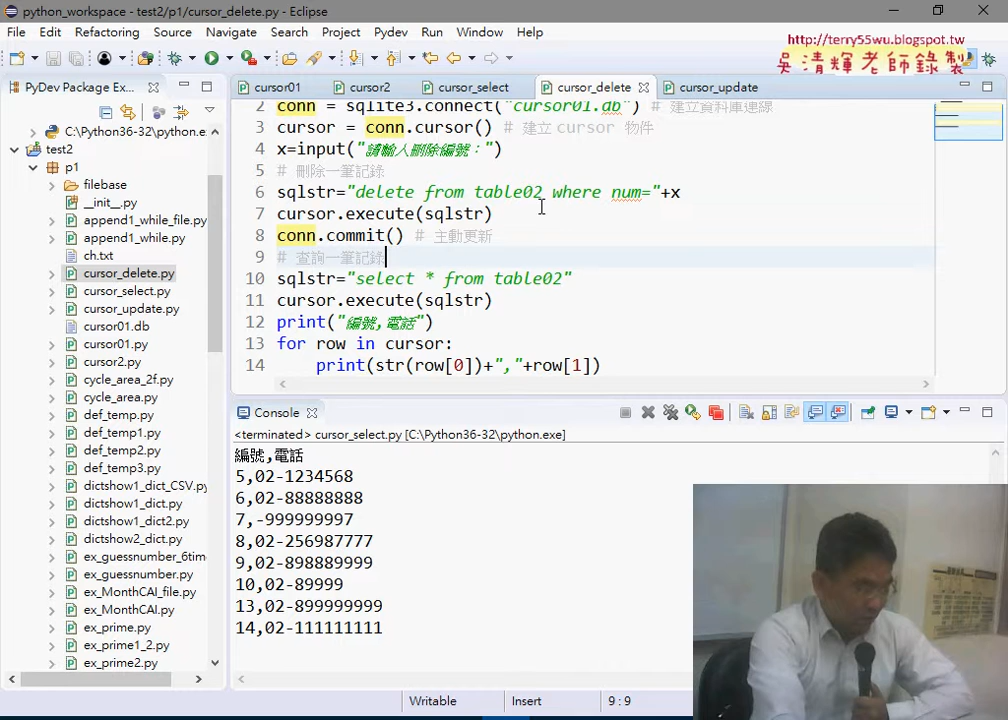 python_workspace - test2/p1/cursor_delete.py - Eclipse
File Edit Refactoring Source Navigate Search Project Pydev Run Window Help
http://terry55wu.blogspot.tw
吳清輝老師錄製
PyDev Package Ex...
cursor01 cursor2 cursor_select cursor_delete cursor_update
C:\Python36-32\python.e
test2
p1
filebase
__init__.py
append1_while_file.py
append1_while.py
ch.txt
cursor_delete.py
cursor_select.py
cursor_update.py
cursor01.db
cursor01.py
cursor2.py
cycle_area_2f.py
cycle_area.py
def_temp.py
def_temp1.py
def_temp2.py
def_temp3.py
dictshow1_dict_CSV.py
dictshow1_dict.py
dictshow1_dict2.py
dictshow2_dict.py
ex_guessnumber_6tim
ex_guessnumber.py
ex_MonthCAI_file.py
ex_MonthCAI.py
ex_prime.py
ex_prime1_2.py
ex_prime2.py
2 conn = sqlite3.connect("cursor01.db") # 建立資料庫連線
3 cursor = conn.cursor() # 建立 cursor 物件
4 x=input("請輸入刪除編號：")
5 # 刪除一筆記錄
6 sqlstr="delete from table02 where num="+x
7 cursor.execute(sqlstr)
8 conn.commit() # 主動更新
9 # 查詢一筆記錄
10 sqlstr="select * from table02"
11 cursor.execute(sqlstr)
12 print("編號,電話")
13 for row in cursor:
14 print(str(row[0])+","+row[1])
Console
<terminated> cursor_select.py [C:\Python36-32\python.exe]
編號,電話
5,02-1234568
6,02-88888888
7,-999999997
8,02-256987777
9,02-898889999
10,02-89999
13,02-899999999
14,02-111111111
Writable Insert 9:9